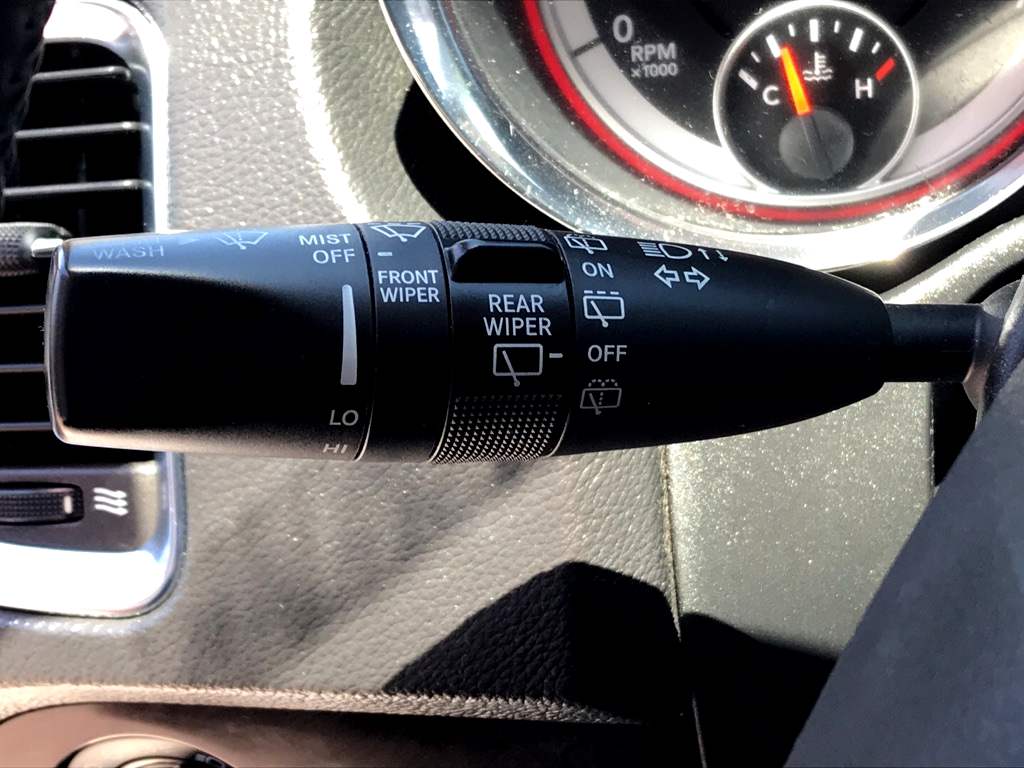 0
RPM
x1000
C
H
WASH
MIST
OFF
FRONT
WIPER
LO
HI
REAR
WIPER
ON
OFF